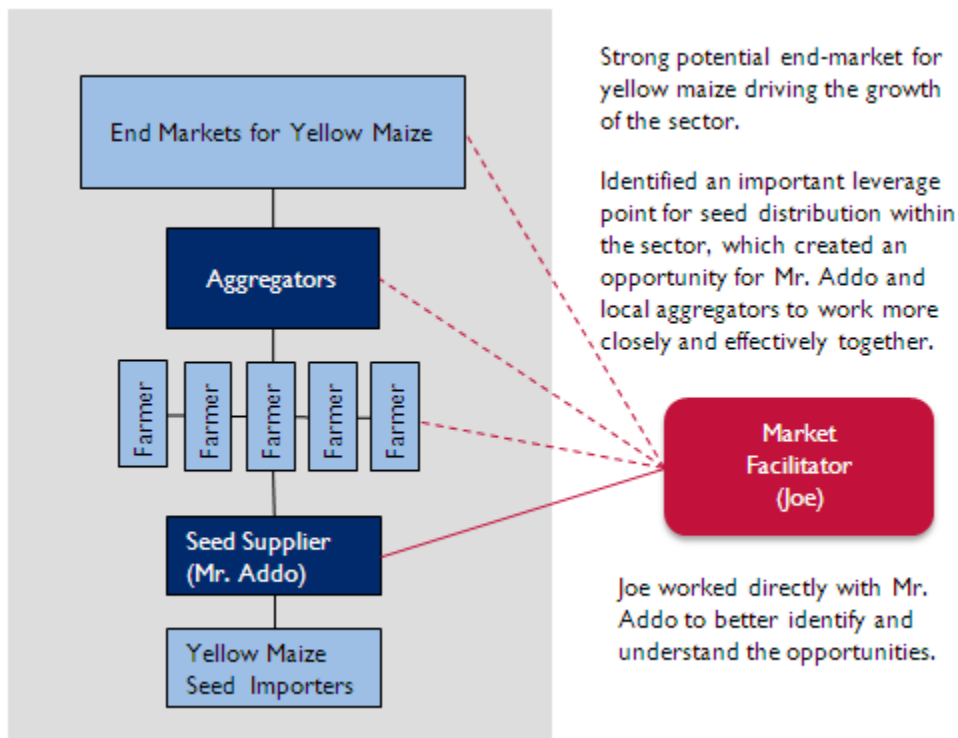 End Markets for Yellow Maize
Aggregators
Farmer
Farmer
Farmer
Farmer
Farmer
Seed Supplier
(Mr. Addo)
Yellow Maize
Seed Importers
Strong potential end-market for
yellow maize driving the growth
of the sector.
Identified an important leverage
point for seed distribution within
the sector, which created an
opportunity for Mr. Addo and
local aggregators to work more
closely and effectively together.
Market
Facilitator
(Joe)
Joe worked directly with Mr.
Addo to better identify and
understand the opportunities.